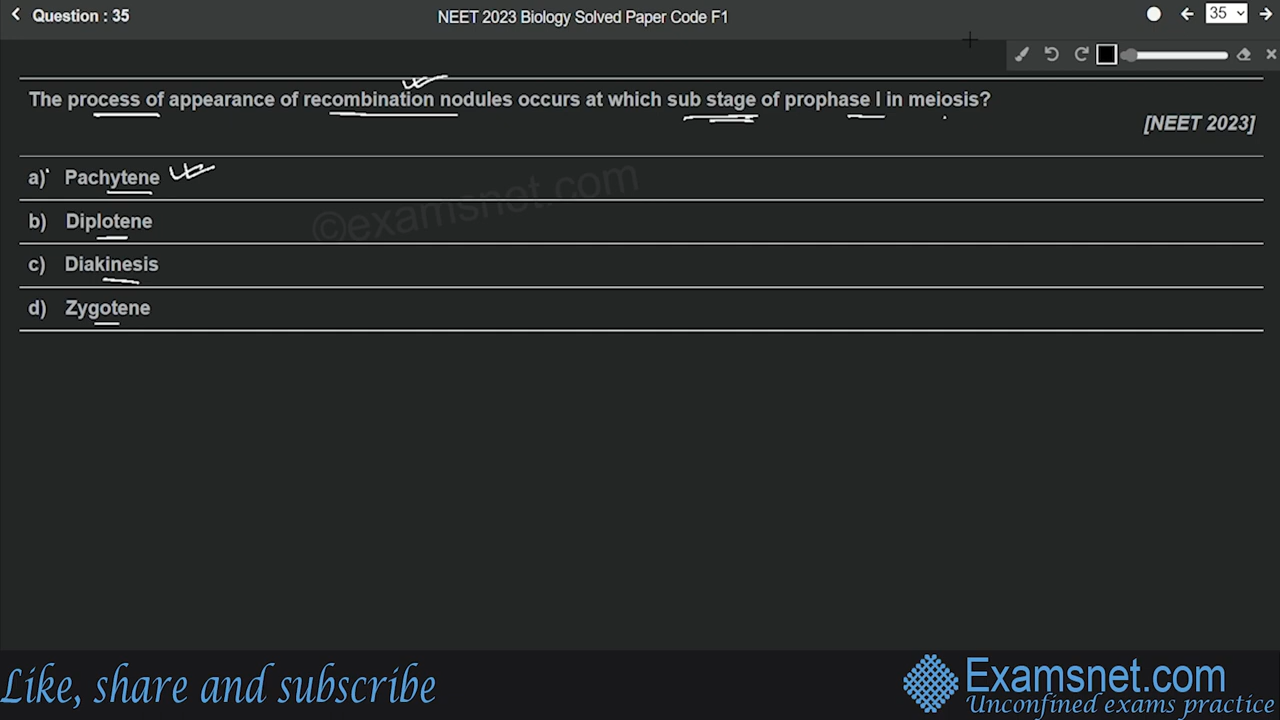 Question : 35
NEET 2023 Biology Solved Paper Code F1
35
The process of appearance of recombination nodules occurs at which sub stage of prophase I in meiosis?
[NEET 2023]
a) Pachytene
b) Diplotene
c) Diakinesis
d) Zygotene
©examsnet.com
Like, share and subscribe
Examsnet.com
Unconfined exams practice